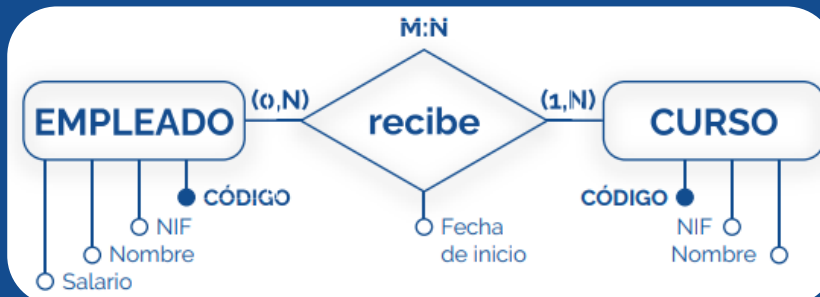 M:N
(0,N)
(1,N)
EMPLEADO
recibe
CURSO
CÓDIGO
CÓDIGO
NIF
Fecha
NIF
Nombre
de inicio
Nombre
Salario